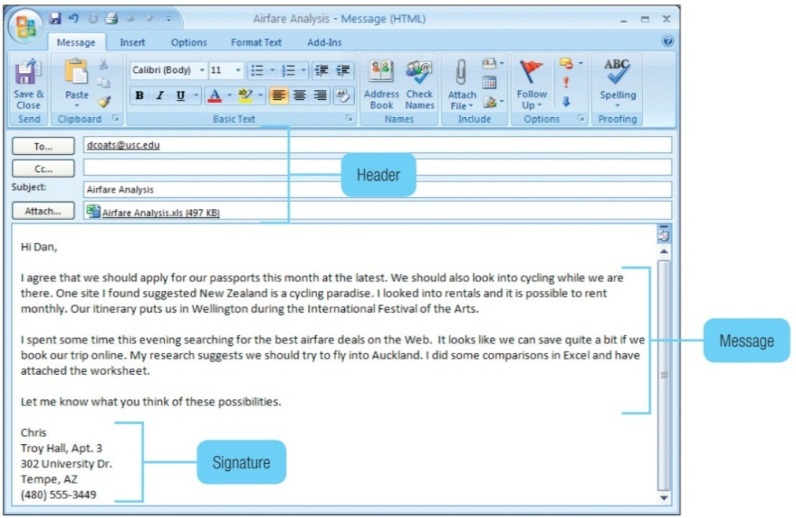 Airfare Analysis - Message (HTML)
Message Insert Options Format Text Add-Ins
Calibri (Body) 11
B I U A ab
ABC
Save & Close
Paste
Address Book
Check Names
Attach File
Follow Up
Spelling
Send
Clipboard
Basic Text
Names
Include
Options
Proofing
To...
dcoats@usc.edu
Cc...
Subject:
Airfare Analysis
Attach...
Airfare Analysis.xls (497 KB)
Header
Hi Dan,
I agree that we should apply for our passports this month at the latest. We should also look into cycling while we are
there. One site I found suggested New Zealand is a cycling paradise. I looked into rentals and it is possible to rent
monthly. Our itinerary puts us in Wellington during the International Festival of the Arts.
I spent some time this evening searching for the best airfare deals on the Web. It looks like we can save quite a bit if we
book our trip online. My research suggests we should try to fly into Auckland. I did some comparisons in Excel and have
attached the worksheet.
Let me know what you think of these possibilities.
Message
Chris
Troy Hall, Apt. 3
302 University Dr.
Tempe, AZ
(480) 555-3449
Signature